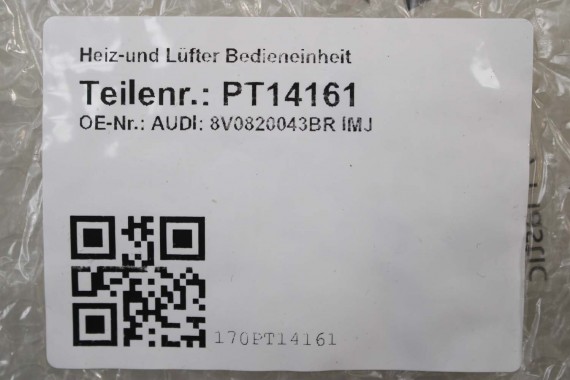 Heiz-und Lüfter Bedieneinheit
Teilenr.: PT14161
OE-Nr.: AUDI: 8V0820043BR IMJ
170PT14161